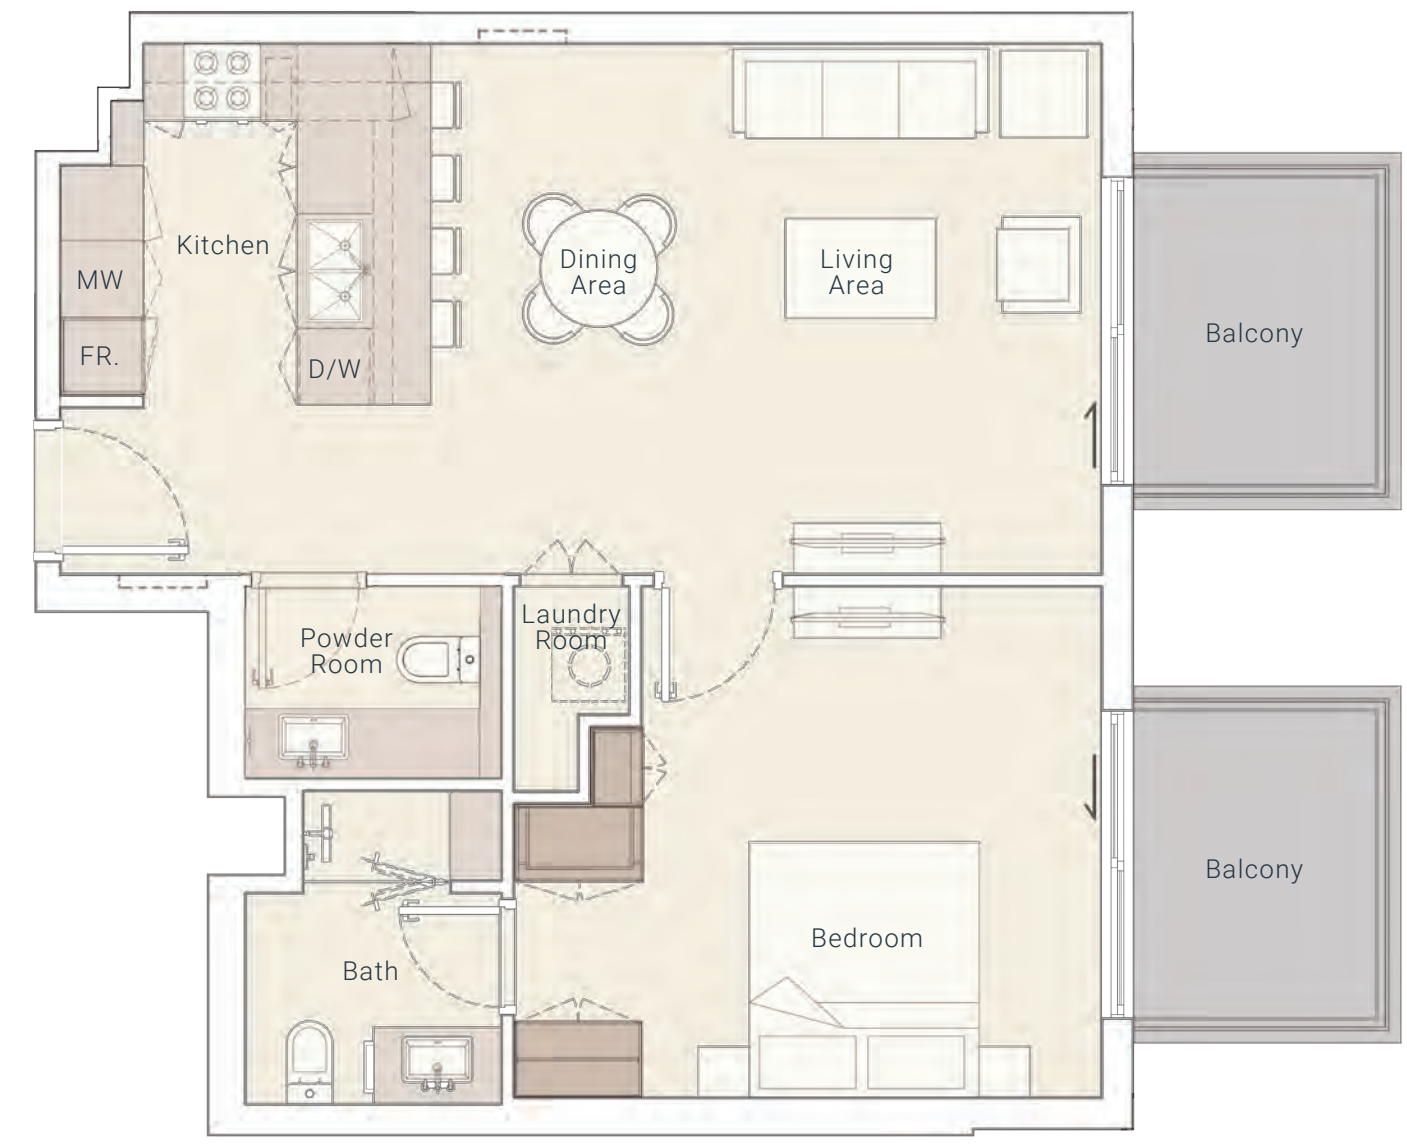 Kitchen
MW
FR.
D/W
Dining
Area
Living
Area
Balcony
Powder
Room
Laundry
Room
Balcony
Bedroom
Bath